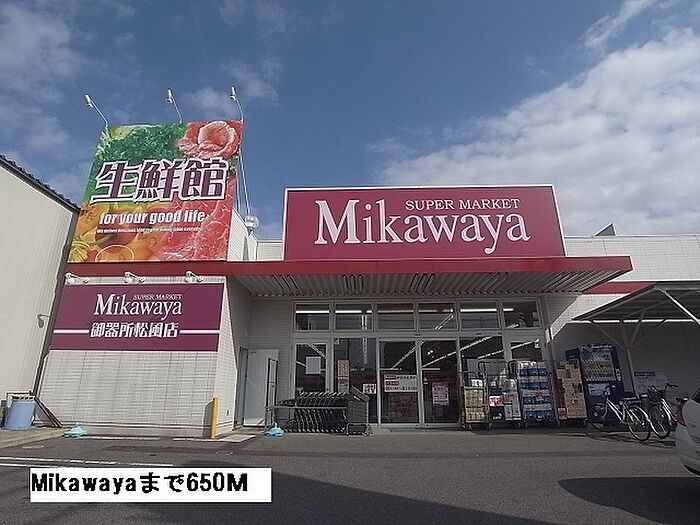 生鮮館
for your good life
SUPER MARKET
Mikawaya
SUPER MARKET
Mikawaya
御器所松風店
Mikawayaまで650M